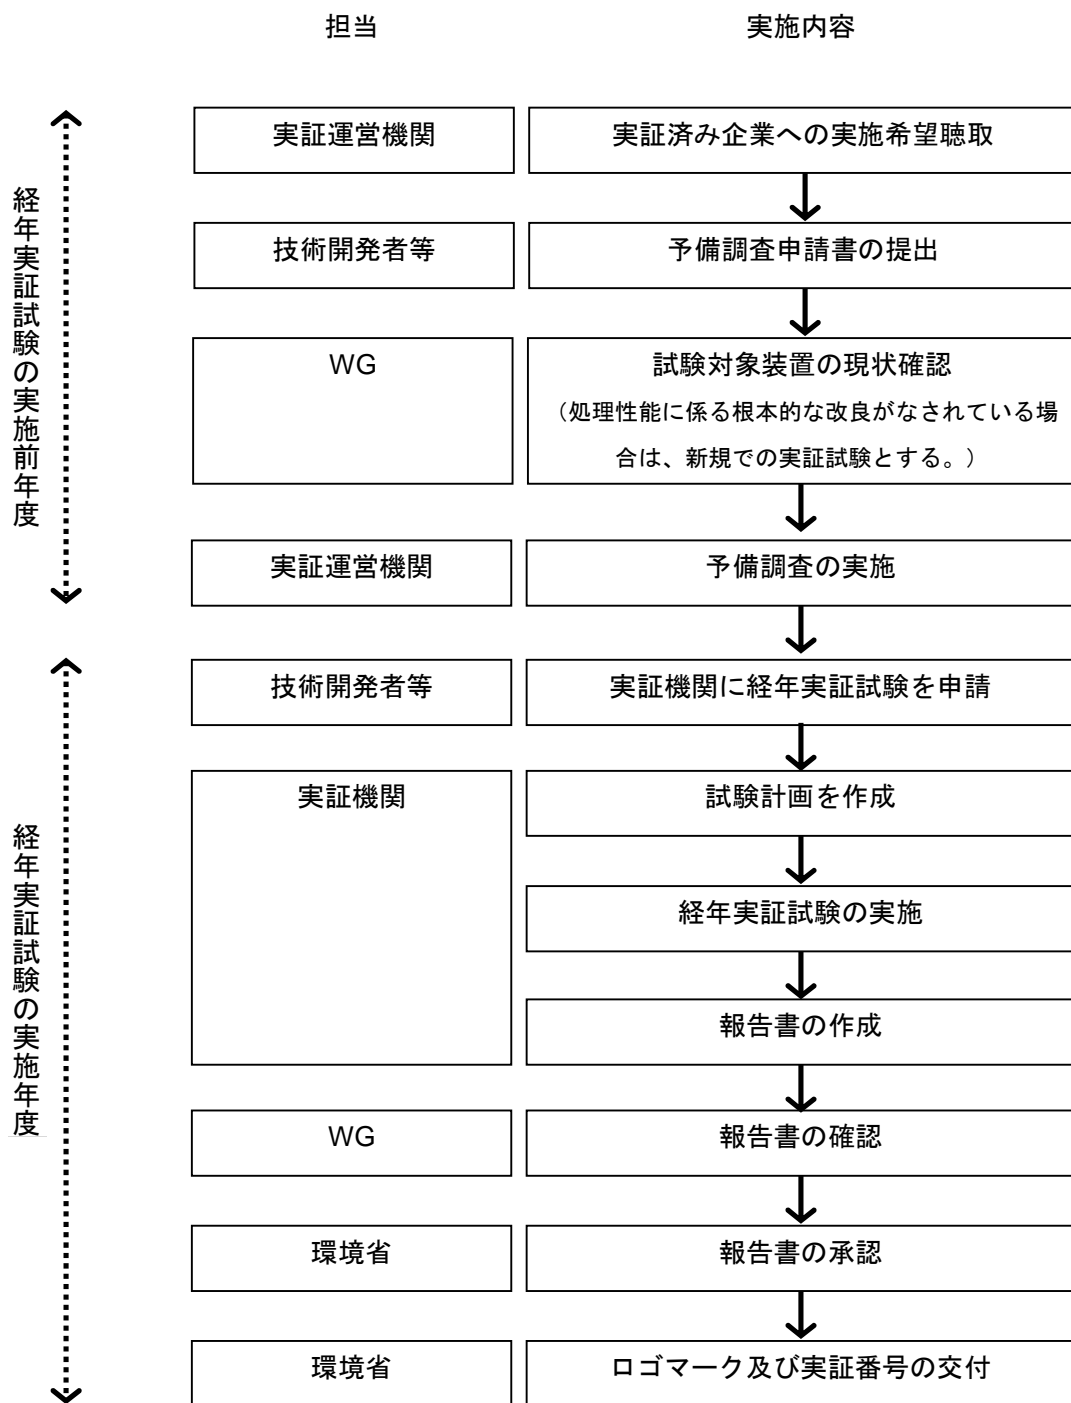 担当 実施内容
経年実証試験の実施前年度
実証運営機関 実証済み企業への実施希望聴取
技術開発者等 予備調査申請書の提出
WG 試験対象装置の現状確認
（処理性能に係る根本的な改良がなされている場
合は、新規での実証試験とする。）
実証運営機関 予備調査の実施
経年実証試験の実施年度
技術開発者等 実証機関に経年実証試験を申請
実証機関 試験計画を作成
経年実証試験の実施
報告書の作成
WG 報告書の確認
環境省 報告書の承認
環境省 ロゴマーク及び実証番号の交付